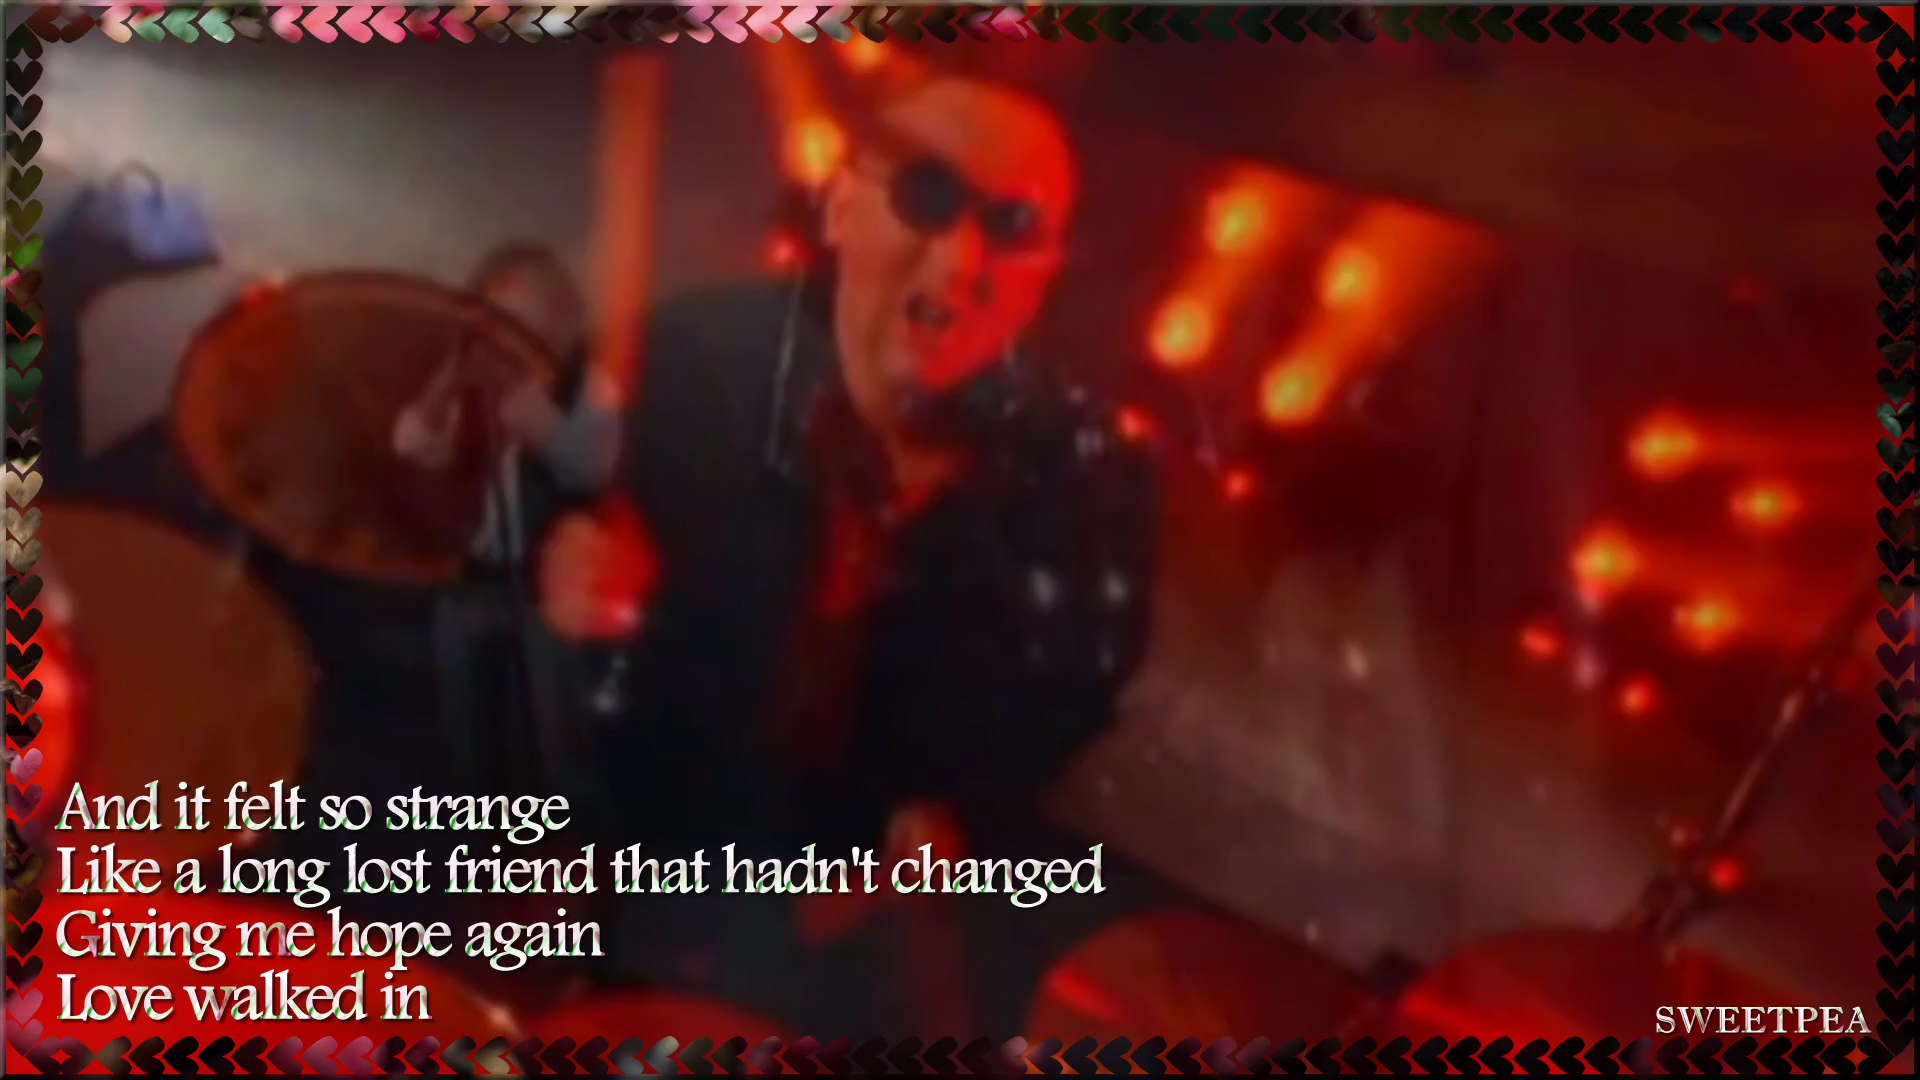 And it felt so strange
Like a long lost friend that hadn't changed
Giving me hope again
Love walked in
SWEETPEA